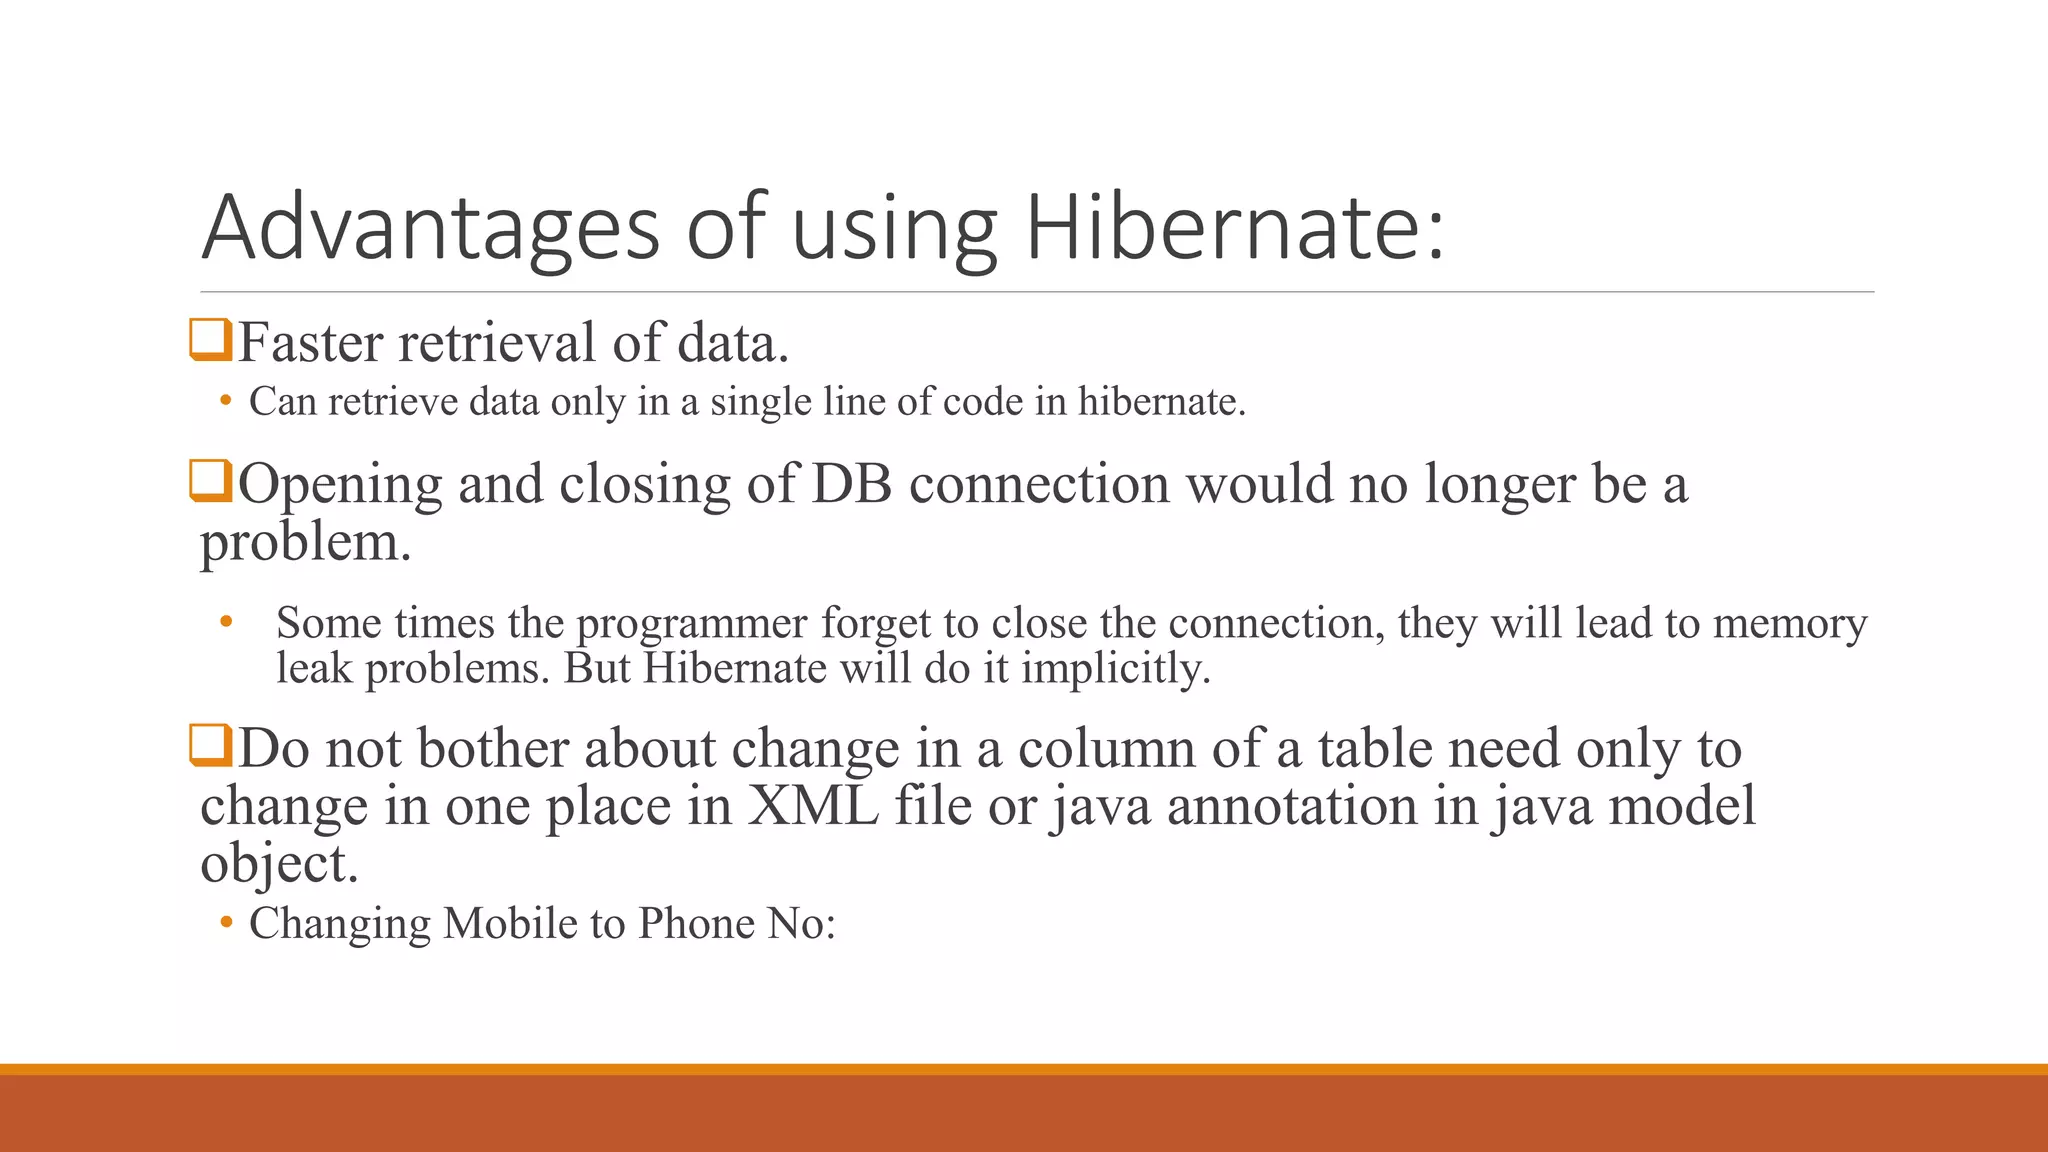 Advantages of using Hibernate:
❑Faster retrieval of data.
• Can retrieve data only in a single line of code in hibernate.
❑Opening and closing of DB connection would no longer be a
problem.
• Some times the programmer forget to close the connection, they will lead to memory
leak problems. But Hibernate will do it implicitly.
❑Do not bother about change in a column of a table need only to
change in one place in XML file or java annotation in java model
object.
• Changing Mobile to Phone No: